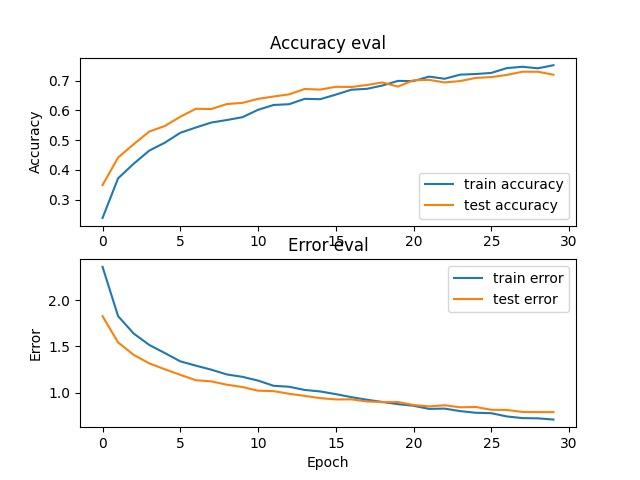 Accuracy eval
0.7
0.6
0.5
0.4
0.3
Accuracy
train accuracy
test accuracy
0 5 10 15 20 25 30
Error eval
2.0
1.5
1.0
Error
train error
test error
0 5 10 15 20 25 30
Epoch